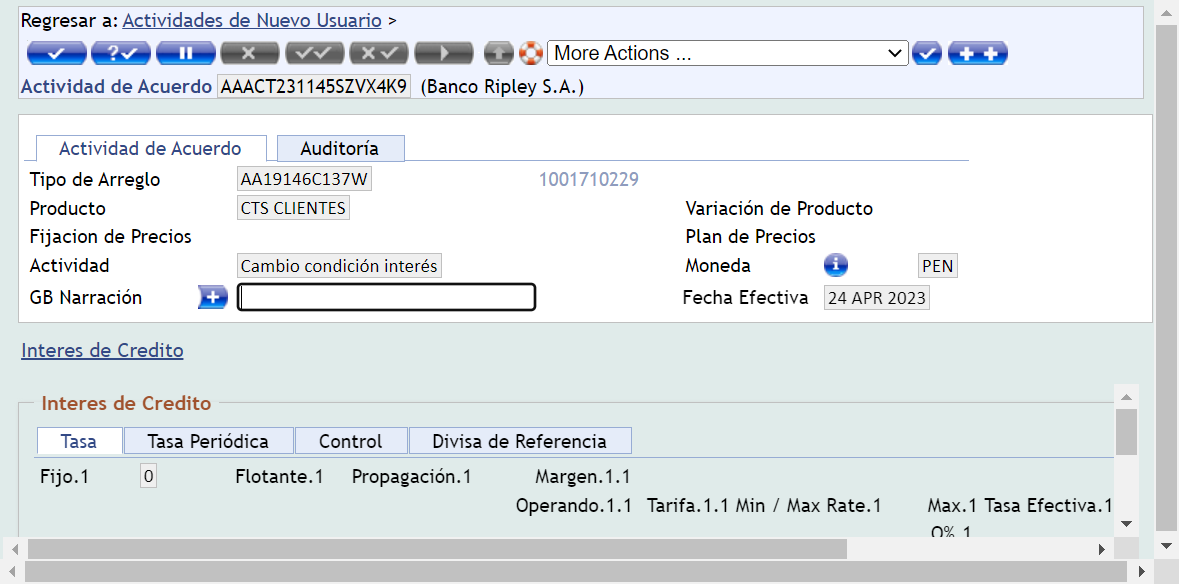 Regresar a: Actividades de Nuevo Usuario >
More Actions ...
Actividad de Acuerdo AAACT231145SZVX4K9 (Banco Ripley S.A.)
Actividad de Acuerdo Auditoría
Tipo de Arreglo AA19146C137W 1001710229
Producto CTS CLIENTES Variación de Producto
Fijacion de Precios Plan de Precios
Actividad Cambio condición interés Moneda PEN
GB Narración Fecha Efectiva 24 APR 2023
Interes de Credito
Interes de Credito
Tasa Tasa Periódica Control Divisa de Referencia
Fijo.1 0 Flotante.1 Propagación.1 Margen.1.1
Operando.1.1 Tarifa.1.1 Min / Max Rate.1 Max.1 Tasa Efectiva.1